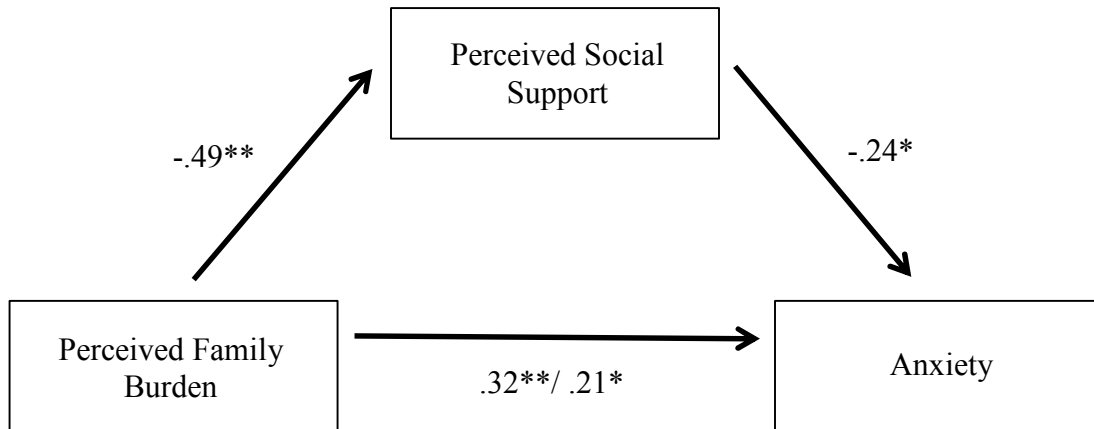 Perceived Social
Support
-.49**
-.24*
Perceived Family
Burden
.32**/ .21*
Anxiety